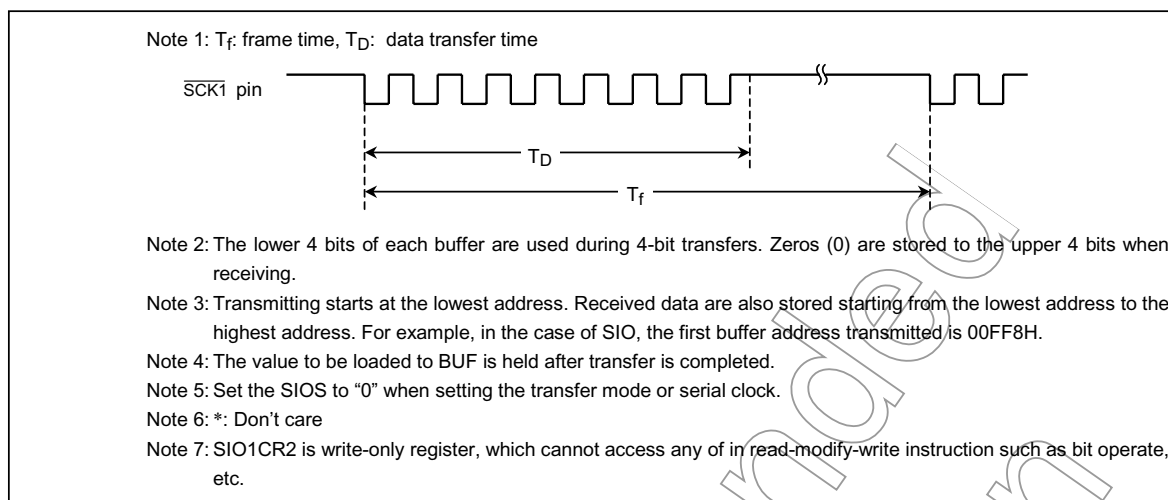 Note 1: Tf: frame time, TD: data transfer time
SCK1 pin
TD
Tf
Note 2: The lower 4 bits of each buffer are used during 4-bit transfers. Zeros (0) are stored to the upper 4 bits when
receiving.
Note 3: Transmitting starts at the lowest address. Received data are also stored starting from the lowest address to the
highest address. For example, in the case of SIO, the first buffer address transmitted is 00FF8H.
Note 4: The value to be loaded to BUF is held after transfer is completed.
Note 5: Set the SIOS to “0” when setting the transfer mode or serial clock.
Note 6: *: Don’t care
Note 7: SIO1CR2 is write-only register, which cannot access any of in read-modify-write instruction such as bit operate,
etc.